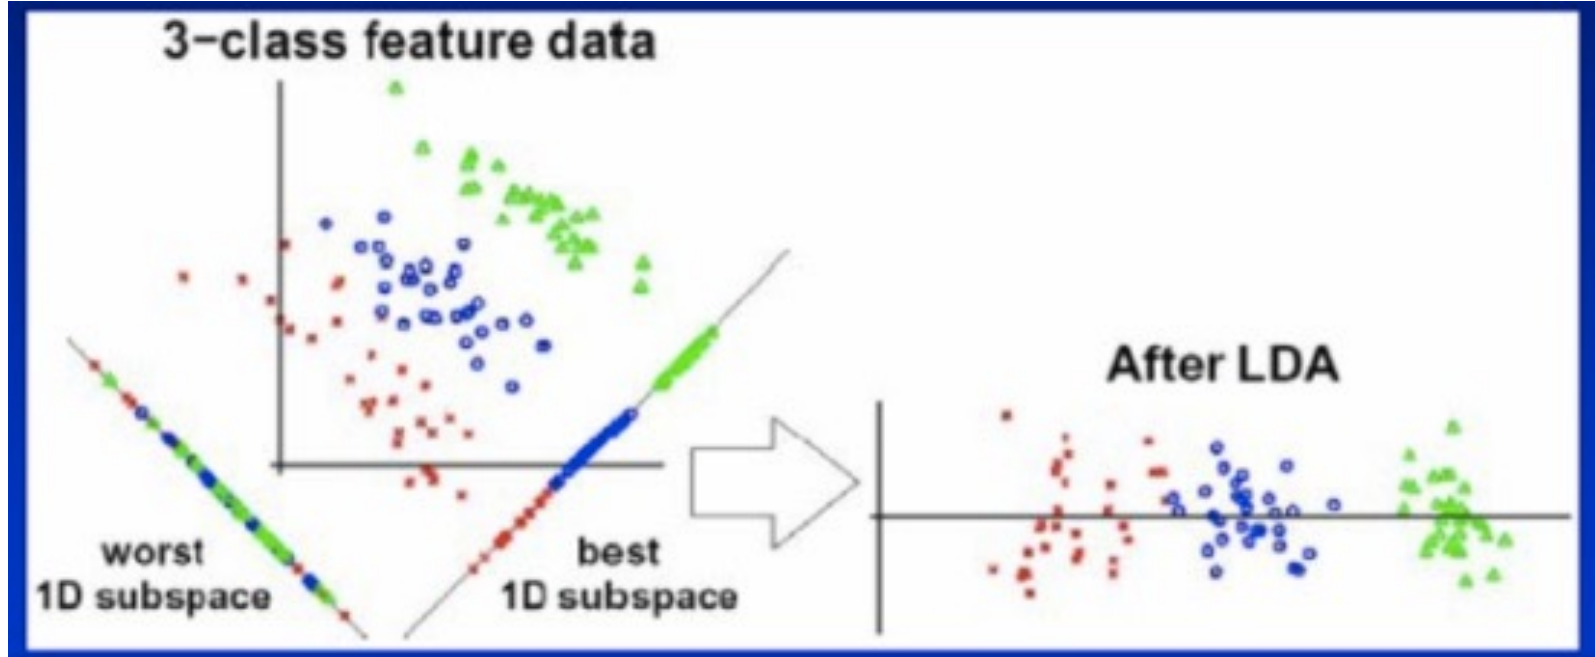 3-class feature data
worst
1D subspace
best
1D subspace
After LDA